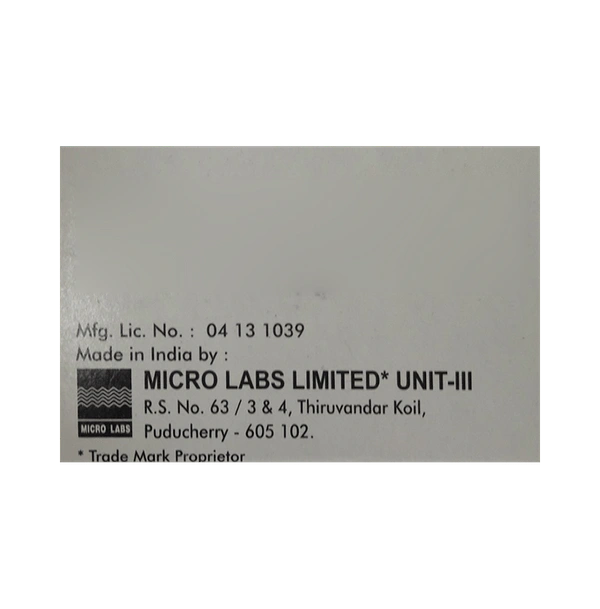 Mfg. Lic. No. : 04 13 1039
Made in India by :
MICRO LABS LIMITED* UNIT-III
R.S. No. 63 / 3 & 4, Thiruvandar Koil,
MICRO LABS
Puducherry - 605 102.
* Trade Mark Proprietor